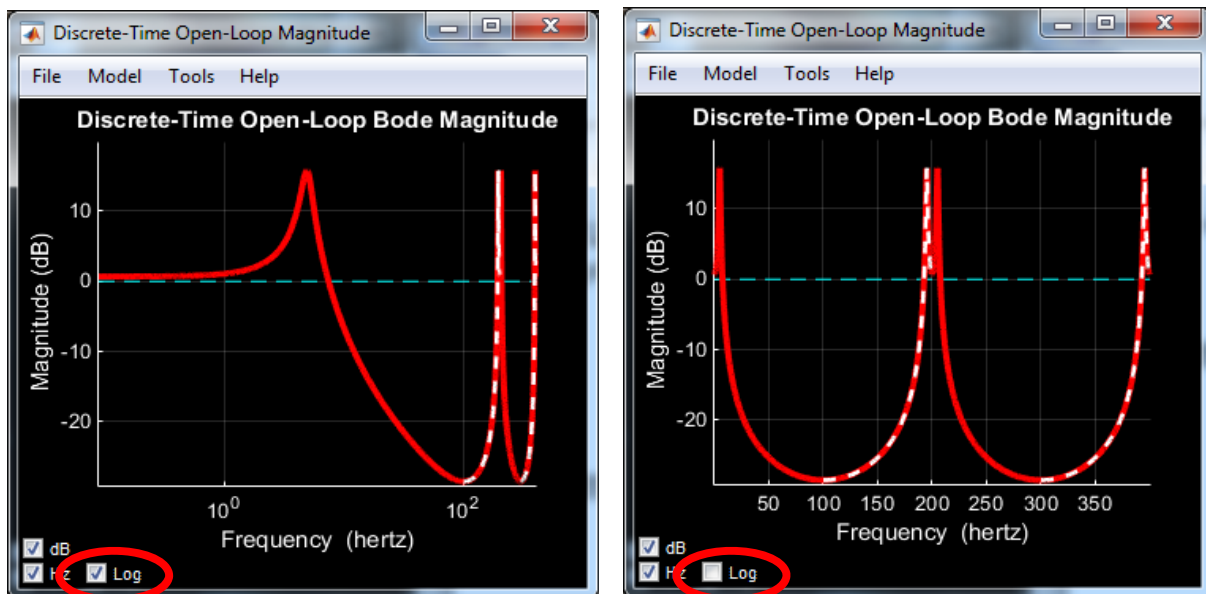 Discrete-Time Open-Loop Magnitude
File Model Tools Help
Discrete-Time Open-Loop Bode Magnitude
Magnitude (dB)
10
0
-10
-20
10^0
10^2
Frequency (hertz)
dB
Hz Log
Discrete-Time Open-Loop Magnitude
File Model Tools Help
Discrete-Time Open-Loop Bode Magnitude
Magnitude (dB)
10
0
-10
-20
50 100 150 200 250 300 350
Frequency (hertz)
dB
Hz Log